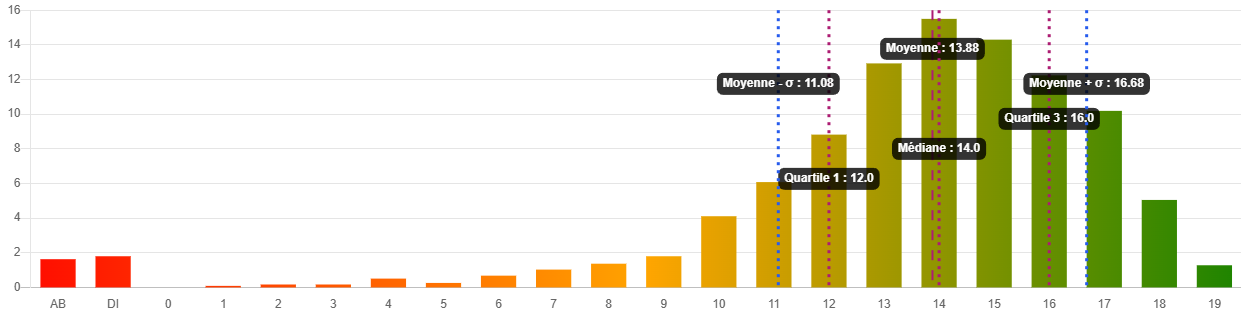 16
14
12
10
8
6
4
2
0
Moyenne : 13.88
Moyenne - σ : 11.08
Moyenne + σ : 16.68
Quartile 3 : 16.0
Médiane : 14.0
Quartile 1 : 12.0
AB DI 0 1 2 3 4 5 6 7 8 9 10 11 12 13 14 15 16 17 18 19